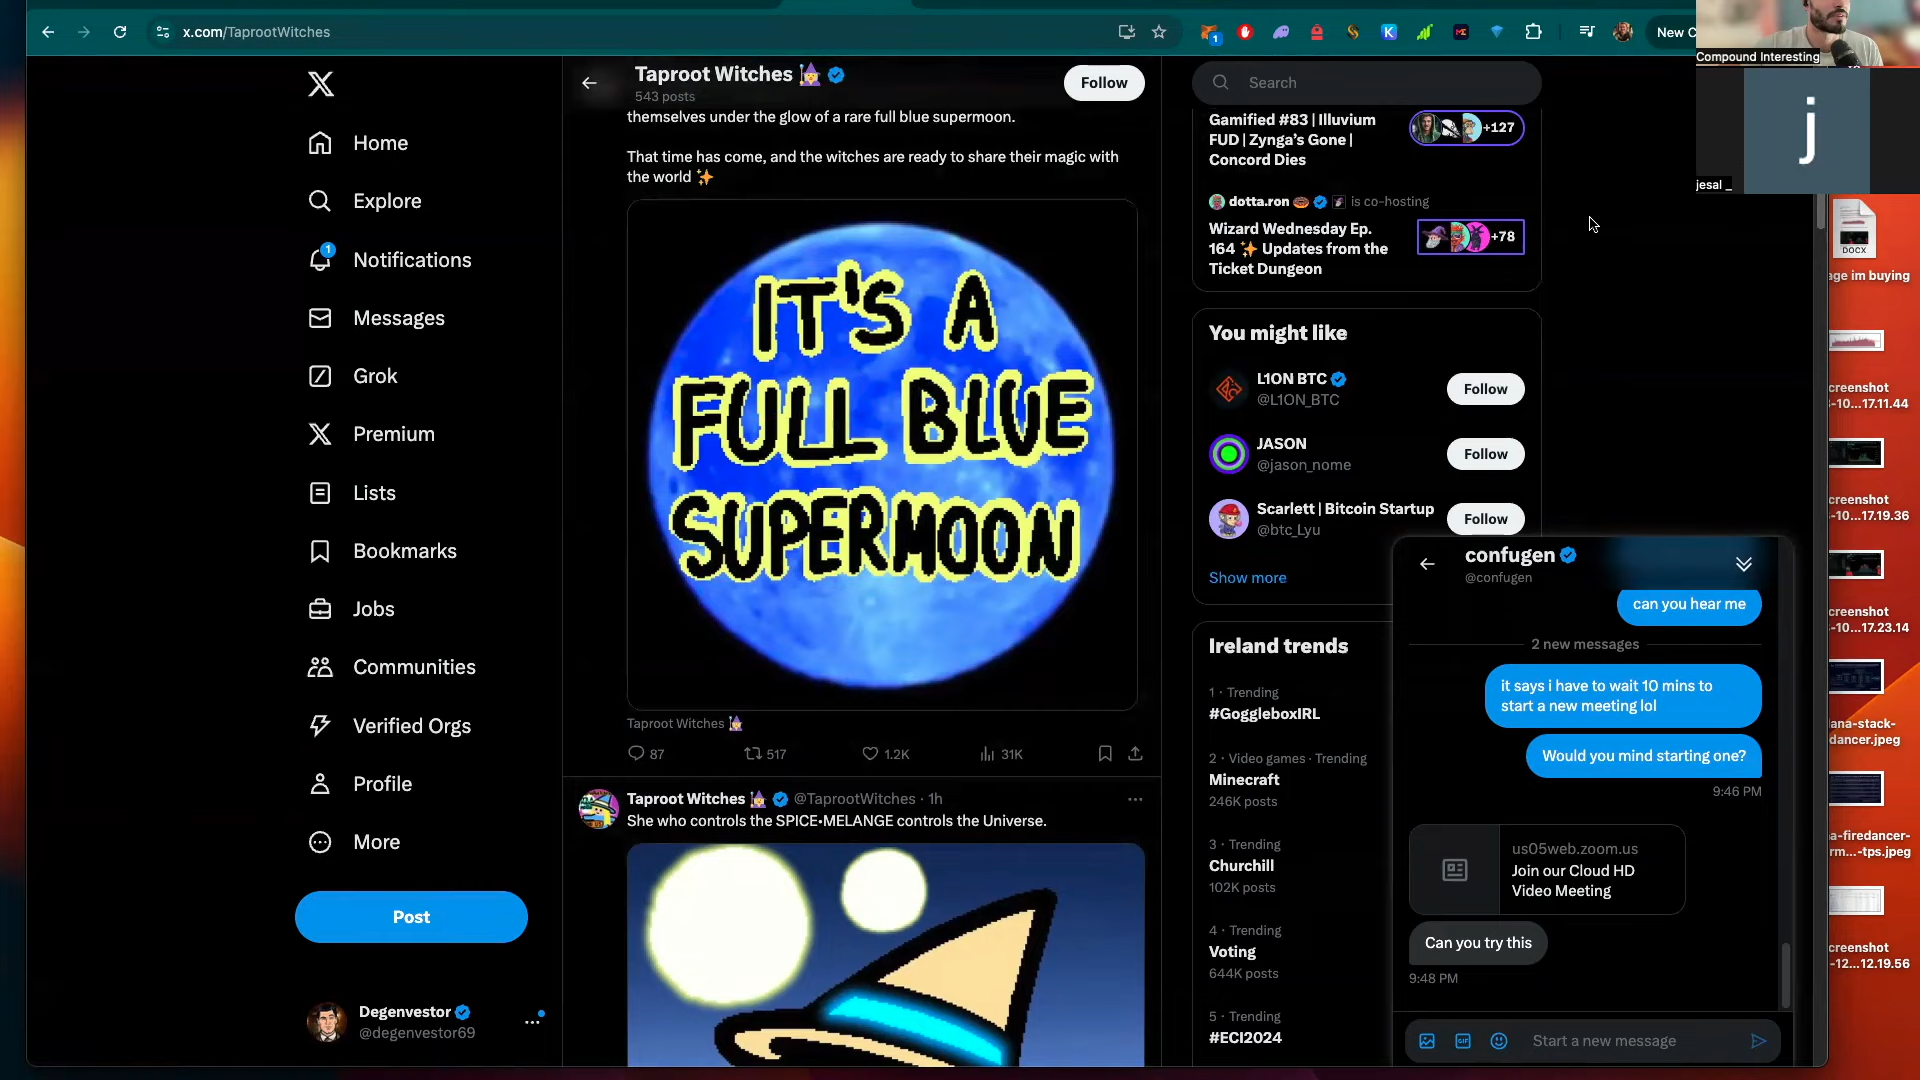 x.com/TaprootWitches
1
New C
Compound Interesting
j
jesal _
Home
Explore
1
Notifications
Messages
Grok
Premium
Lists
Bookmarks
Jobs
Communities
Verified Orgs
Profile
More
Post
Degenvestor
@degenvestor69
Taproot Witches
543 posts
Follow
themselves under the glow of a rare full blue supermoon.
That time has come, and the witches are ready to share their magic with
the world ✨
IT'S A
FULL BLUE
SUPERMOON
Taproot Witches
87
517
1.2K
31K
Taproot Witches @TaprootWitches · 1h
She who controls the SPICE•MELANGE controls the Universe.
Search
Gamified #83 | Illuvium
FUD | Zynga's Gone |
Concord Dies
+127
dotta.ron is co-hosting
Wizard Wednesday Ep.
164 ✨ Updates from the
Ticket Dungeon
+78
You might like
L1ON BTC
@L1ON_BTC
Follow
JASON
@jason_nome
Follow
Scarlett | Bitcoin Startup
@btc_Lyu
Follow
Show more
Ireland trends
1 · Trending
#GoggleboxIRL
2 · Video games · Trending
Minecraft
246K posts
3 · Trending
Churchill
102K posts
4 · Trending
Voting
644K posts
5 · Trending
#ECI2024
confugen
@confugen
can you hear me
2 new messages
it says i have to wait 10 mins to
start a new meeting lol
Would you mind starting one?
9:46 PM
us05web.zoom.us
Join our Cloud HD
Video Meeting
Can you try this
9:48 PM
GIF
Start a new message
DOCX
age im buying
creenshot
-10...17.11.44
creenshot
-10...17.19.36
creenshot
-10...17.23.14
ana-stack-
dancer.jpeg
a-firedancer-
rm...-tps.jpeg
creenshot
-12...12.19.56